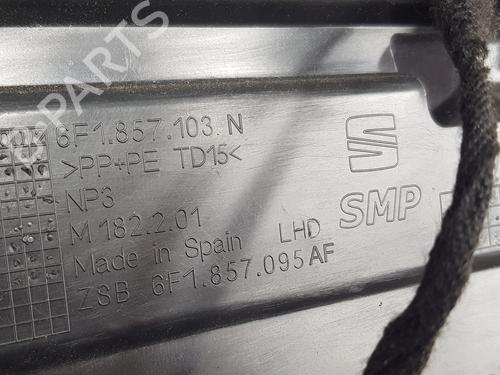 6F1.857.103.N
>PP+PE TD15<
NP3
M 182.2.01
Made in Spain LHD
ZSB 6F1.857.095AF
SMP